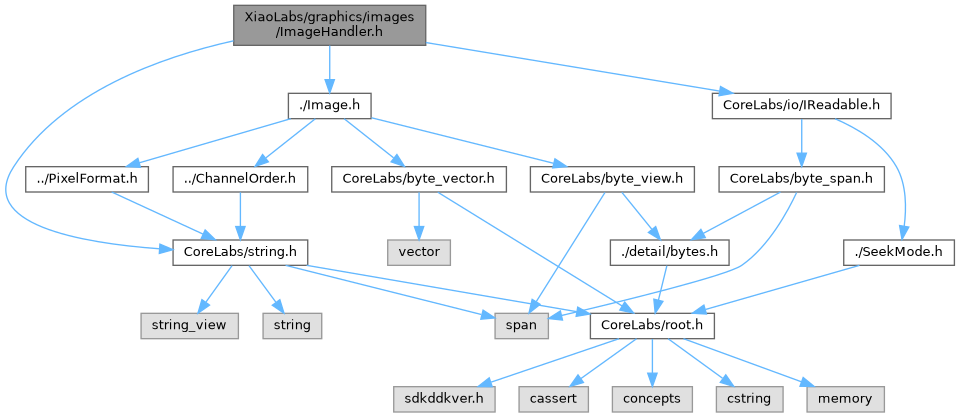 XiaoLabs/graphics/images
/ImageHandler.h
./Image.h
CoreLabs/io/IReadable.h
../PixelFormat.h
../ChannelOrder.h
CoreLabs/byte_vector.h
CoreLabs/byte_view.h
CoreLabs/byte_span.h
CoreLabs/string.h
vector
./detail/bytes.h
./SeekMode.h
string_view
string
span
CoreLabs/root.h
sdkddkver.h
cassert
concepts
cstring
memory